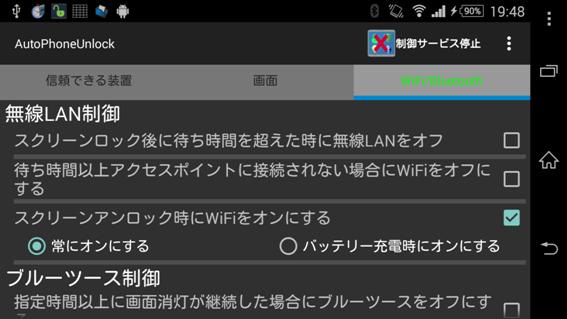 90% 19:48
AutoPhoneUnlock
制御サービス停止
信頼できる装置
画面
WiFi/Bluetooth
無線LAN制御
スクリーンロック後に待ち時間を超えた時に無線LANをオフ
待ち時間以上アクセスポイントに接続されない場合にWiFiをオフに
する
スクリーンアンロック時にWiFiをオンにする
常にオンにする
バッテリー充電時にオンにする
ブルーツース制御
指定時間以上に画面消灯が継続した場合にブルーツースをオフにす